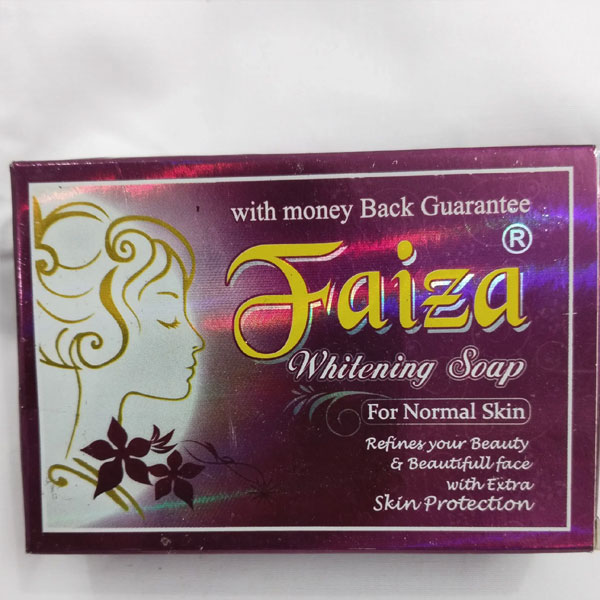 with money Back Guarantee
Faiza®
Whitening Soap
For Normal Skin
Refines your Beauty
& Beautifull face
with Extra
Skin Protection